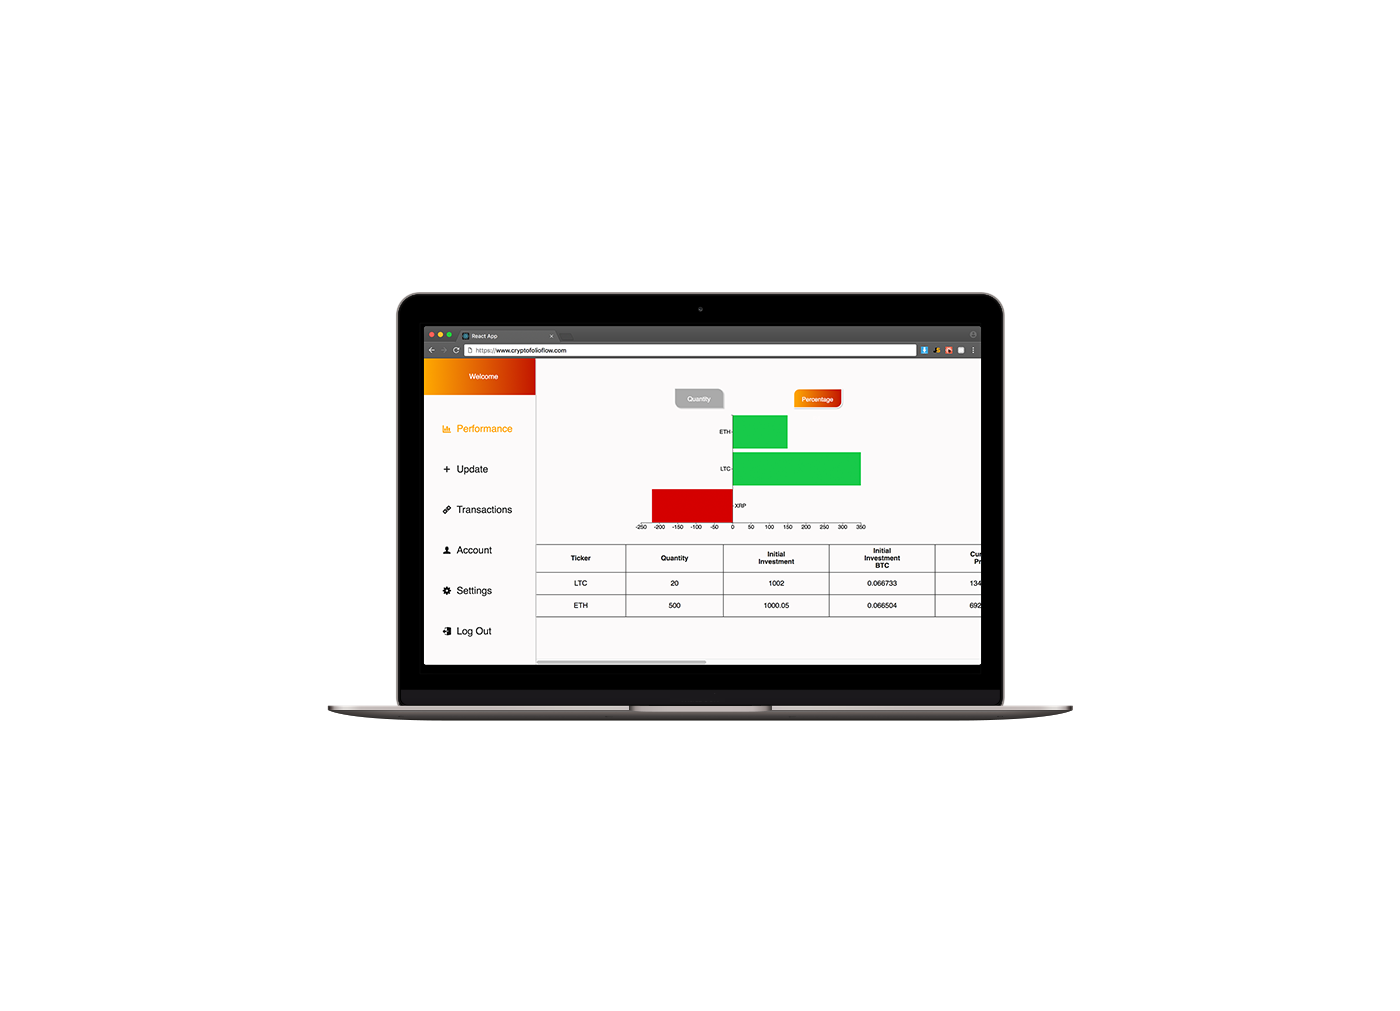 React App
https://www.cryptofolioflow.com
Welcome
Performance
Update
Transactions
Account
Settings
Log Out
Quantity
Percentage
ETH
LTC
XRP
-250 -200 -150 -100 -50 0 50 100 150 200 250 300 350
Ticker Quantity Initial Investment Initial Investment BTC Cu Pr
LTC 20 1002 0.066733 134
ETH 500 1000.05 0.066504 692